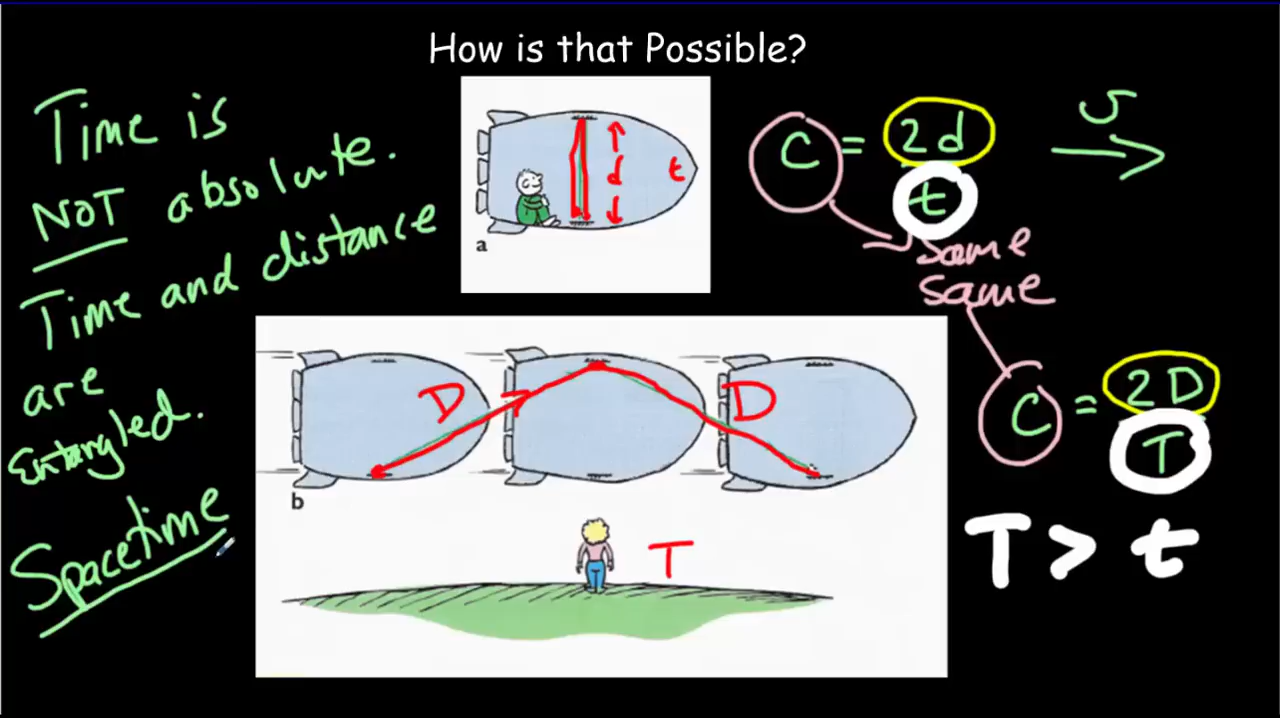 How is that Possible?
Time is
NOT absolute.
Time and distance
are
Entangled.
Spacetime
d
t
a
C = 2d
t
v
same
same
C = 2D
T
T > t
D
D
b
T